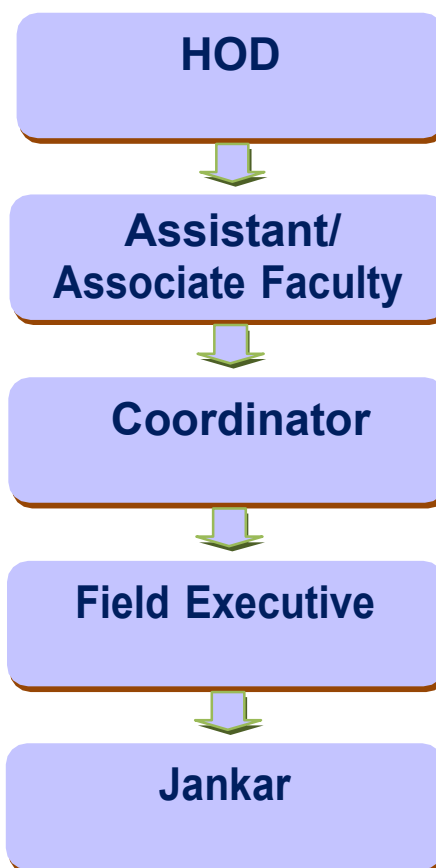 HOD
Assistant/
Associate Faculty
Coordinator
Field Executive
Jankar